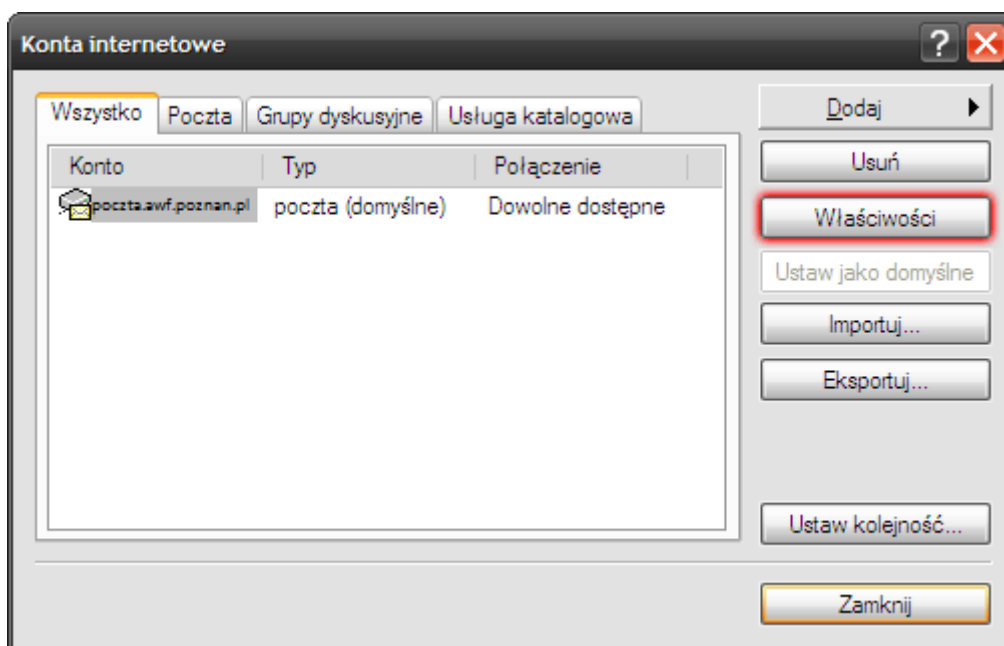 Konta internetowe
?
Wszystko Poczta Grupy dyskusyjne Usługa katalogowa
Dodaj
Konto Typ Połączenie
Usuń
poczta.awf.poznan.pl poczta (domyślne) Dowolne dostępne
Właściwości
Ustaw jako domyślne
Importuj...
Eksportuj...
Ustaw kolejność...
Zamknij